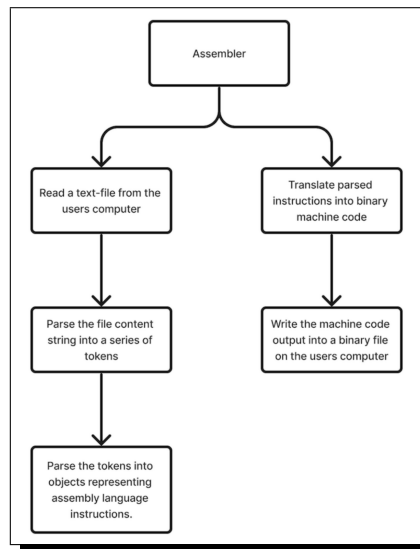 Assembler
Read a text-file from the
users computer
Translate parsed
instructions into binary
machine code
Parse the file content
string into a series of
tokens
Write the machine code
output into a binary file
on the users computer
Parse the tokens into
objects representing
assembly language
instructions.